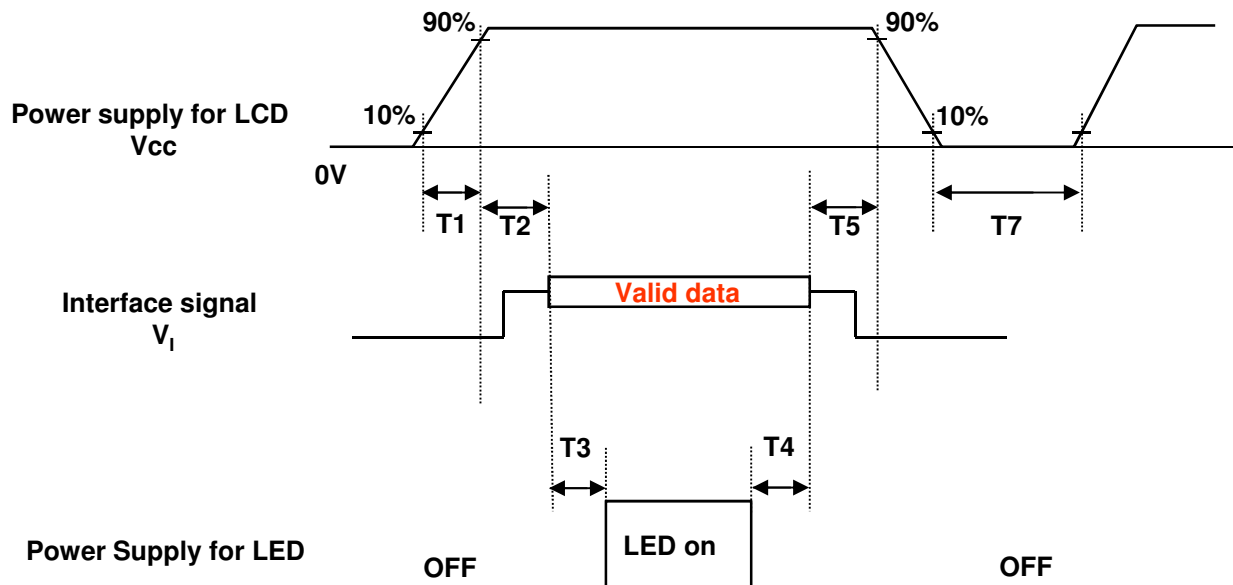 90%
90%
Power supply for LCD
Vcc
10%
10%
0V
T1
T2
T5
T7
Interface signal
VI
Valid data
T3
T4
Power Supply for LED
OFF
LED on
OFF